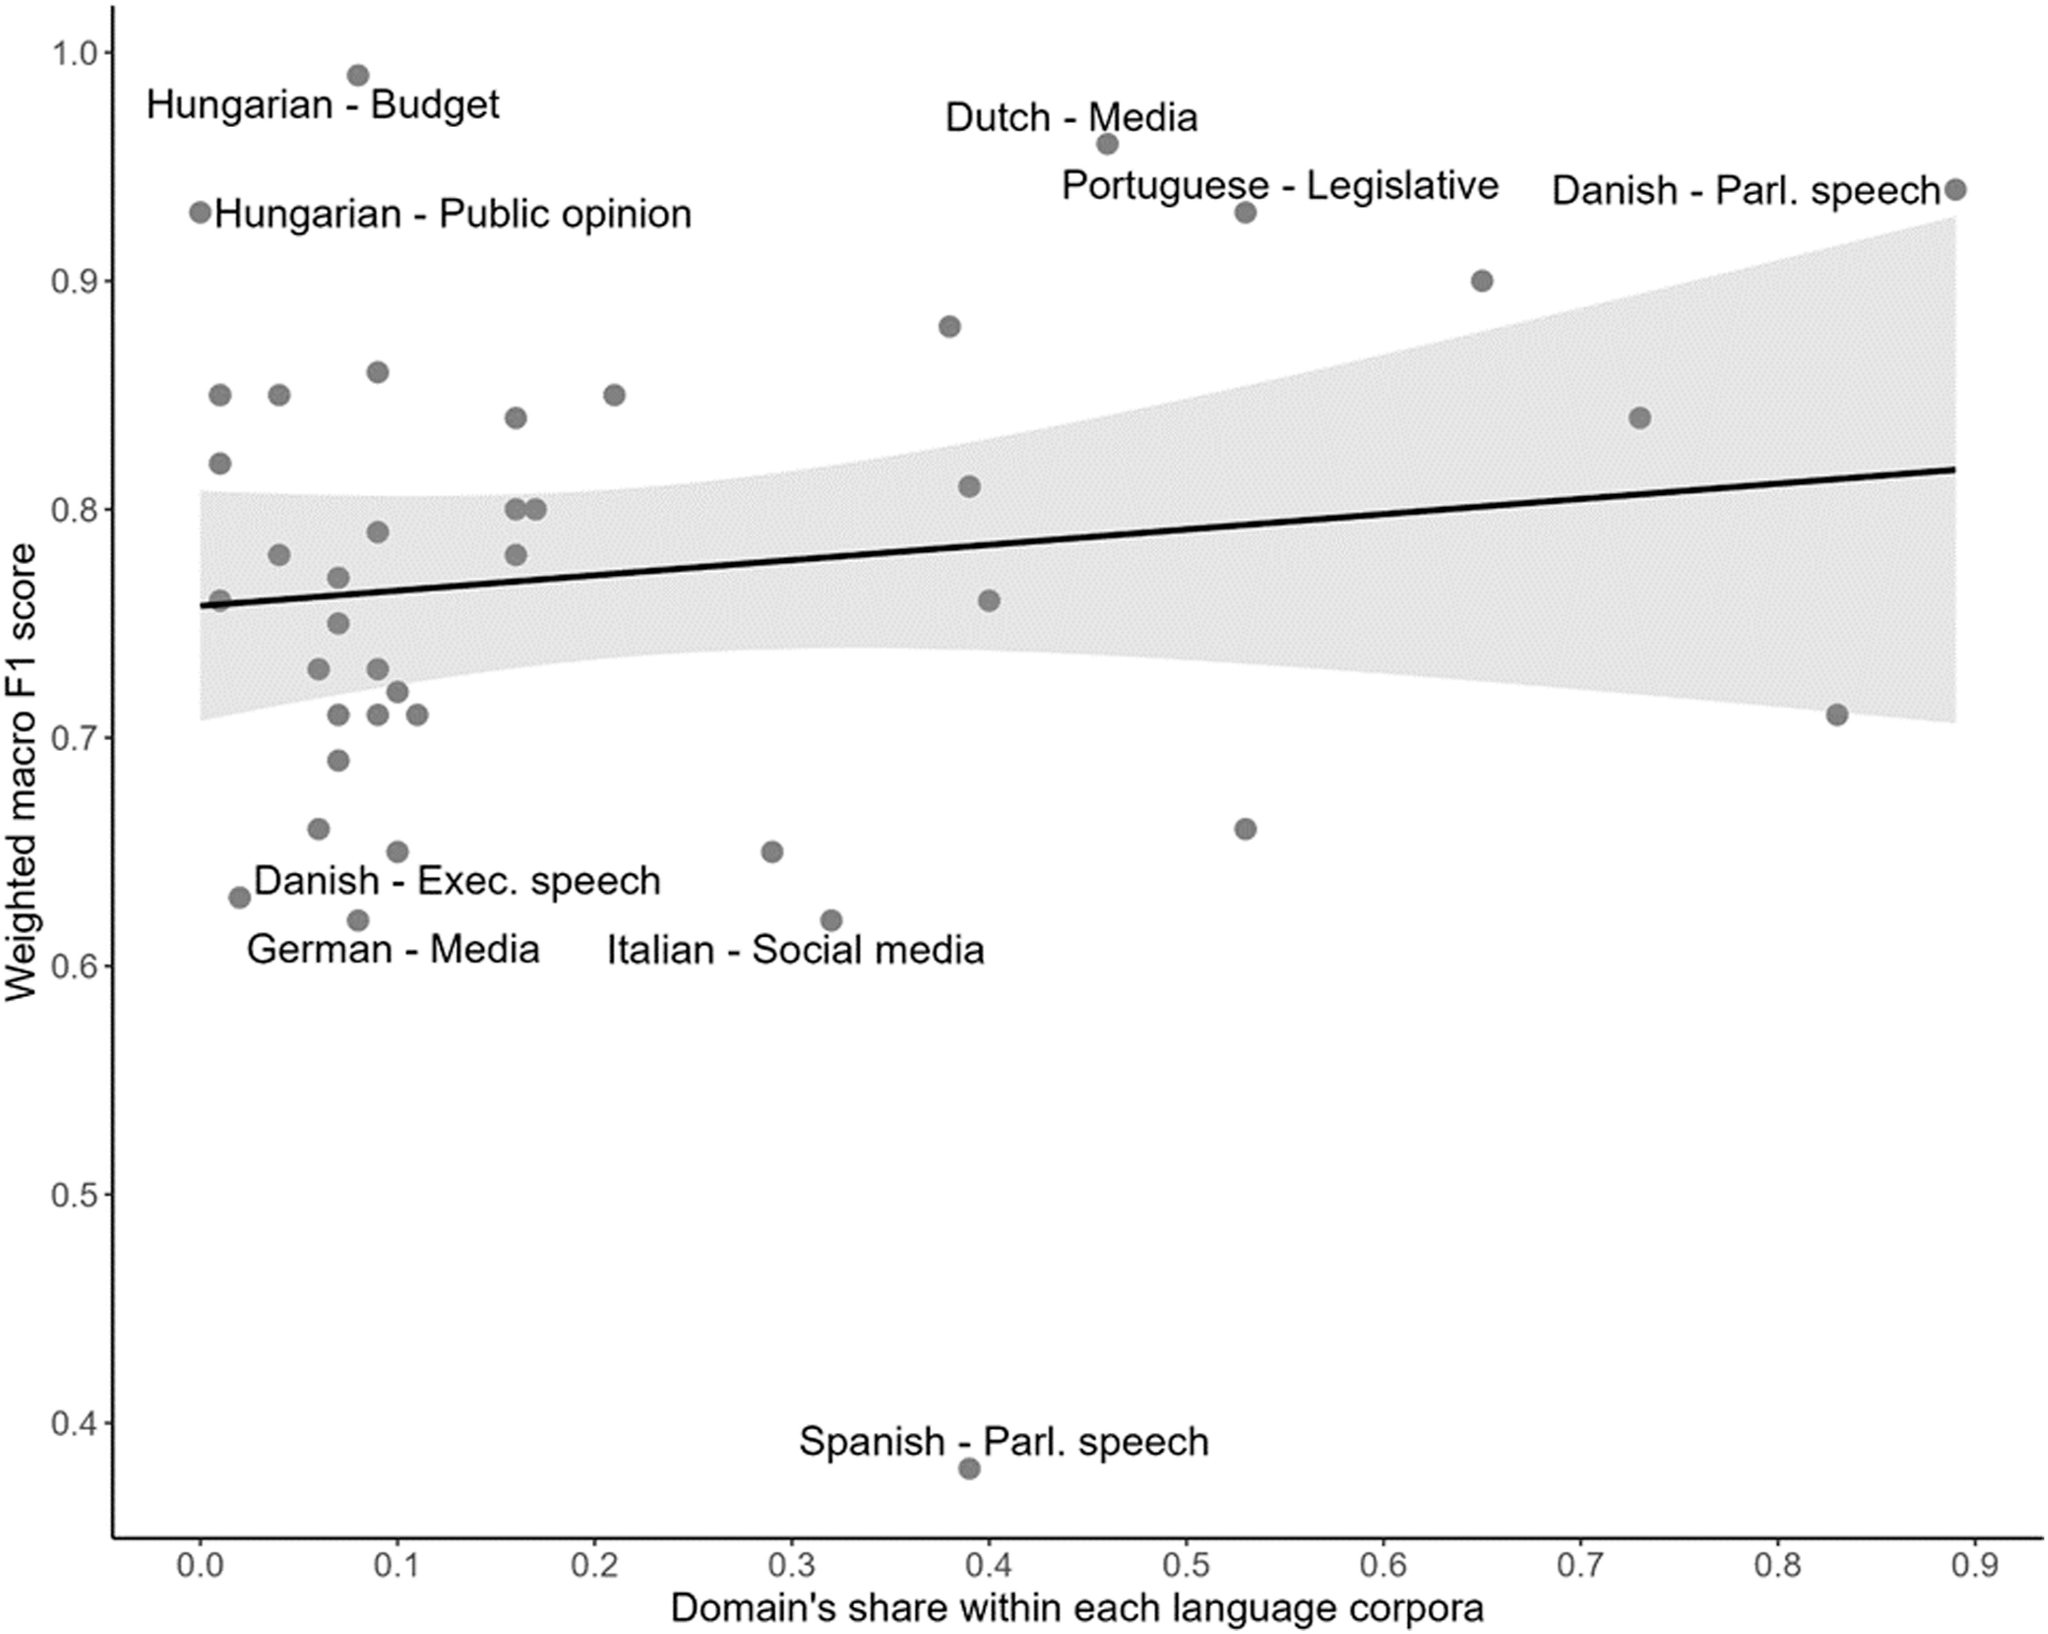 1.0
Hungarian - Budget
Dutch - Media
Portuguese - Legislative
Danish - Parl. speech
Hungarian - Public opinion
0.9
0.8
0.7
Danish - Exec. speech
German - Media
Italian - Social media
0.6
0.5
0.4
Spanish - Parl. speech
Weighted macro F1 score
0.0 0.1 0.2 0.3 0.4 0.5 0.6 0.7 0.8 0.9
Domain's share within each language corpora